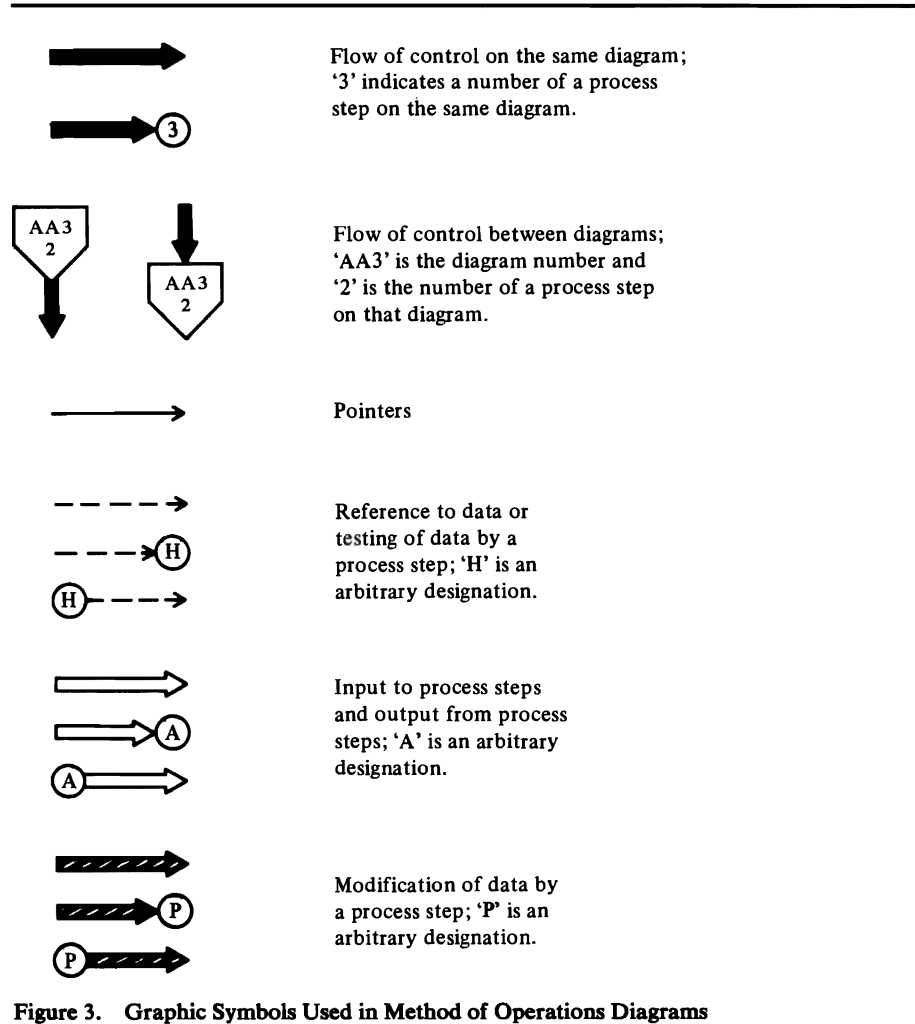 Flow of control on the same diagram;
‘3’ indicates a number of a process
step on the same diagram.
3
AA3
2
AA3
2
Flow of control between diagrams;
‘AA3’ is the diagram number and
‘2’ is the number of a process step
on that diagram.
Pointers
H
H
Reference to data or
testing of data by a
process step; ‘H’ is an
arbitrary designation.
A
A
Input to process steps
and output from process
steps; ‘A’ is an arbitrary
designation.
P
P
Modification of data by
a process step; ‘P’ is an
arbitrary designation.
Figure 3. Graphic Symbols Used in Method of Operations Diagrams